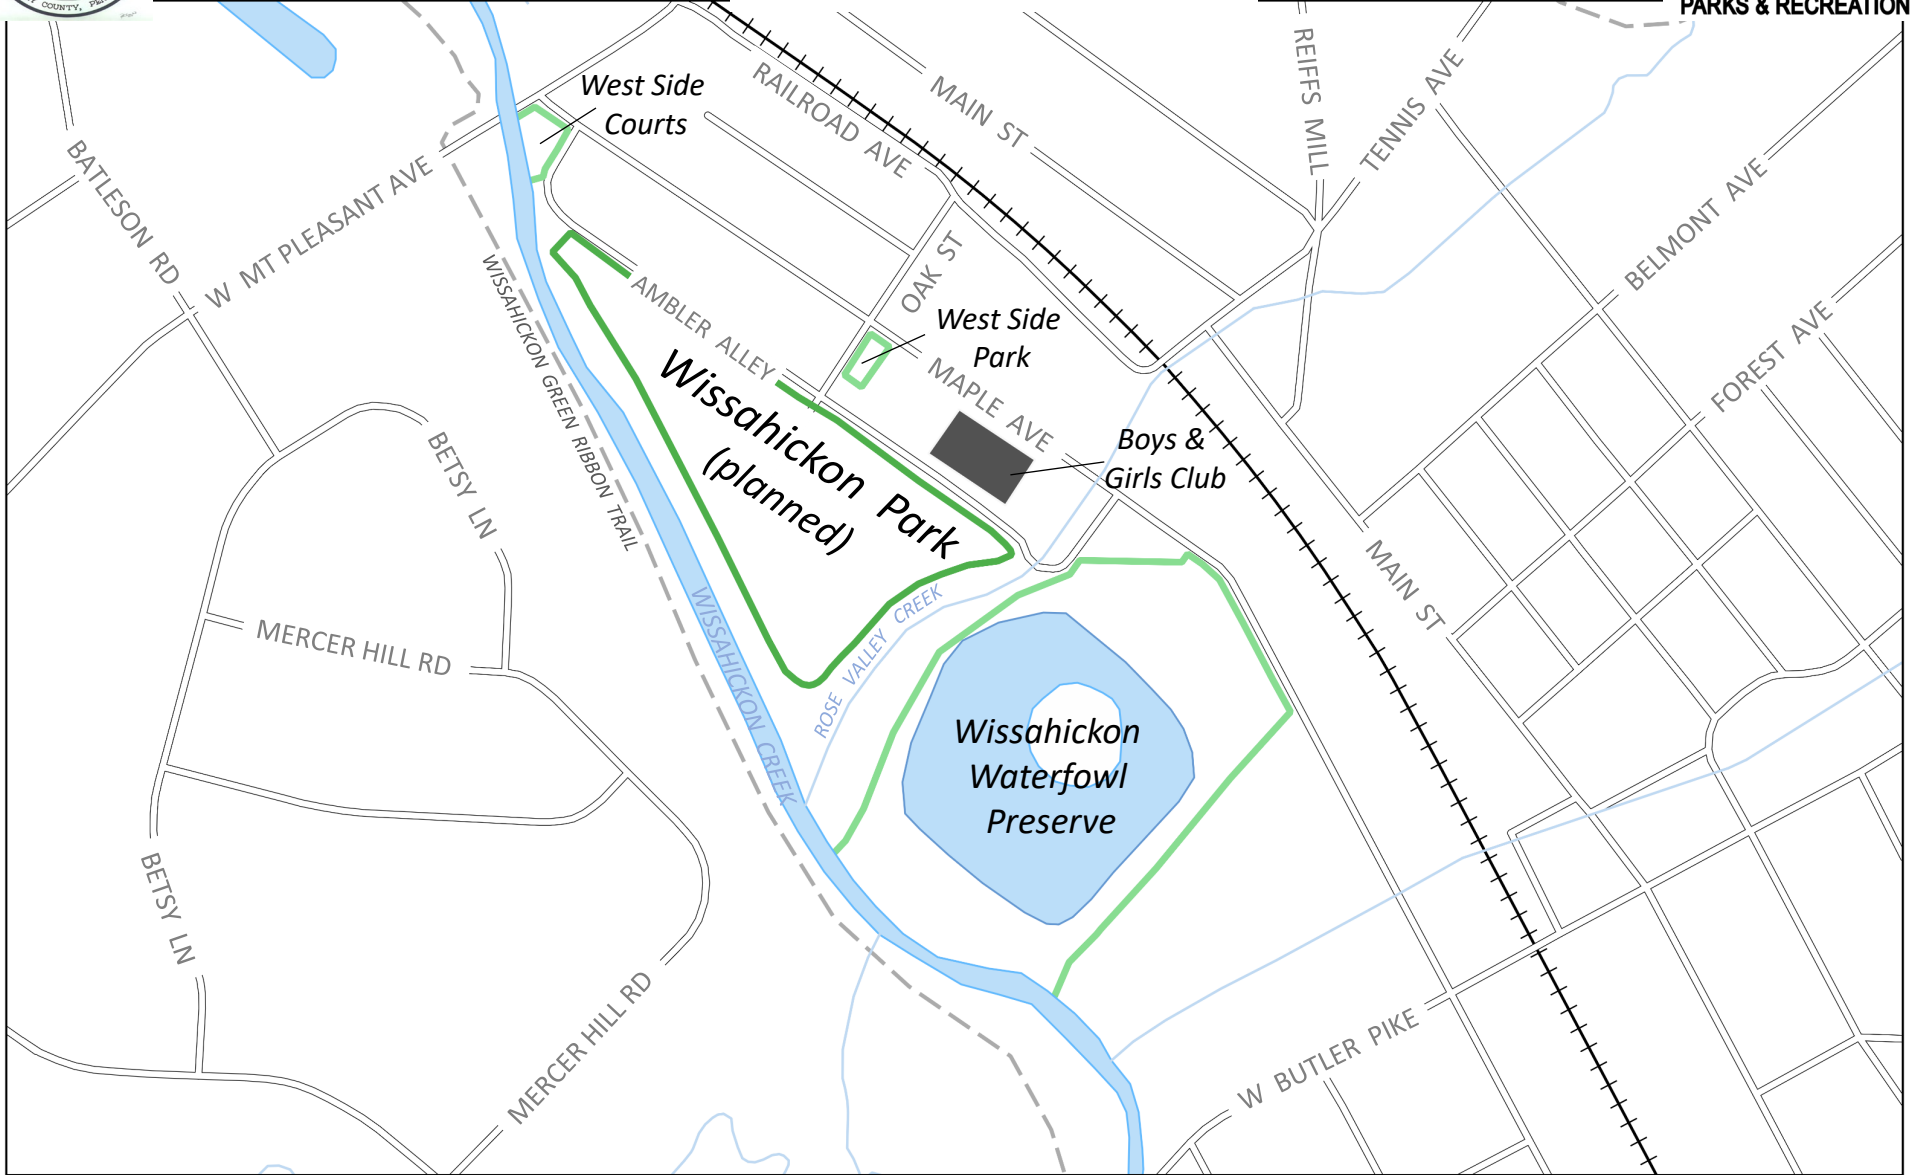 COUNTY, PE
PARKS & RECREATION
West Side
Courts
RAILROAD AVE
MAIN ST
REIFFS MILL
TENNIS AVE
BATLESON RD
W MT PLEASANT AVE
WISSAHICKON GREEN RIBBON TRAIL
AMBLER ALLEY
OAK ST
West Side
Park
MAPLE AVE
BELMONT AVE
FOREST AVE
Wissahickon Park
(planned)
Boys &
Girls Club
BETSY LN
MERCER HILL RD
WISSAHICKON CREEK
ROSE VALLEY CREEK
MAIN ST
Wissahickon
Waterfowl
Preserve
BETSY LN
MERCER HILL RD
W BUTLER PIKE